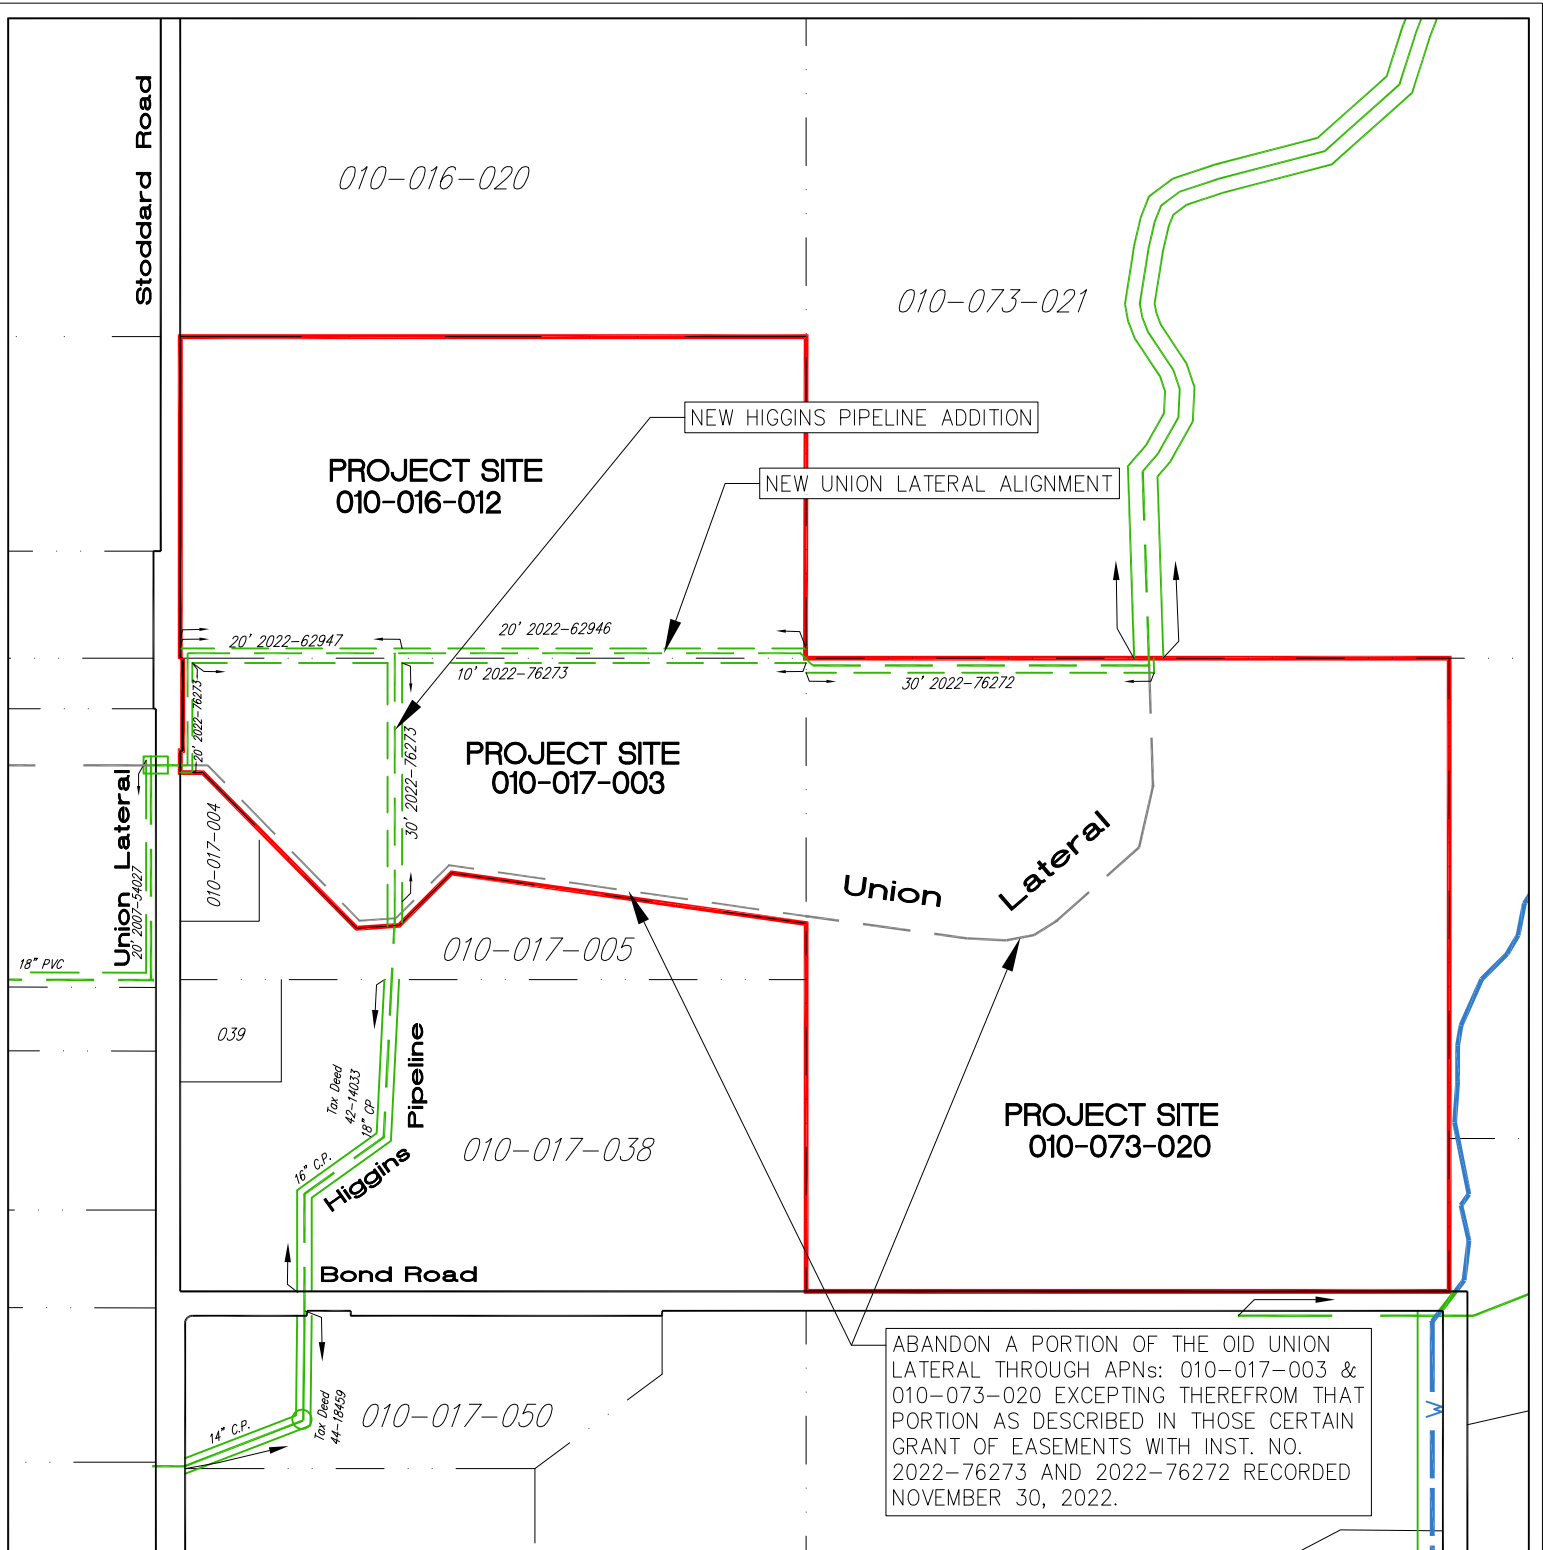 Stoddard Road
010-016-020
010-073-021
NEW HIGGINS PIPELINE ADDITION
PROJECT SITE
010-016-012
NEW UNION LATERAL ALIGNMENT
20' 2022-62947
20' 2022-62946
10' 2022-76273
30' 2022-76272
20' 2022-76273
30' 2022-76273
PROJECT SITE
010-017-003
Union Lateral
20' 2007-54027
010-017-004
Union Lateral
18" PVC
010-017-005
039
Tax Deed
42-14033
18" CP
Pipeline
Higgins
16" C.P.
010-017-038
PROJECT SITE
010-073-020
Bond Road
ABANDON A PORTION OF THE OID UNION
LATERAL THROUGH APNs: 010-017-003 &
010-073-020 EXCEPTING THEREFROM THAT
PORTION AS DESCRIBED IN THOSE CERTAIN
GRANT OF EASEMENTS WITH INST. NO.
2022-76273 AND 2022-76272 RECORDED
NOVEMBER 30, 2022.
14" C.P.
Tax Deed
44-18459
010-017-050
W